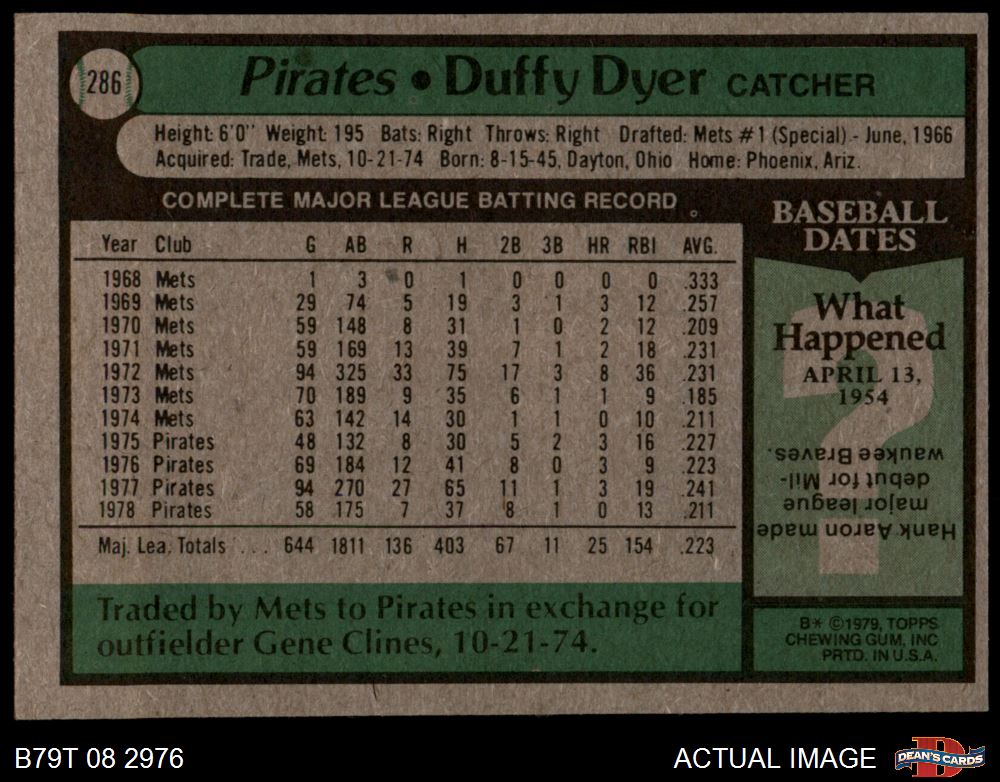 286
Pirates • Duffy Dyer CATCHER
Height: 6'0" Weight: 195 Bats: Right Throws: Right Drafted: Mets #1 (Special) - June, 1966
Acquired: Trade, Mets, 10-21-74 Born: 8-15-45, Dayton, Ohio Home: Phoenix, Ariz.
COMPLETE MAJOR LEAGUE BATTING RECORD
Year Club G AB R H 2B 3B HR RBI AVG.
1968 Mets 1 3 0 1 0 0 0 0 .333
1969 Mets 29 74 5 19 3 1 3 12 .257
1970 Mets 59 148 8 31 1 0 2 12 .209
1971 Mets 59 169 13 39 7 1 2 18 .231
1972 Mets 94 325 33 75 17 3 8 36 .231
1973 Mets 70 189 9 35 6 1 1 9 .185
1974 Mets 63 142 14 30 1 1 0 10 .211
1975 Pirates 48 132 8 30 5 2 3 16 .227
1976 Pirates 69 184 12 41 8 0 3 9 .223
1977 Pirates 94 270 27 65 11 1 3 19 .241
1978 Pirates 58 175 7 37 8 1 0 13 .211
Maj. Lea. Totals ... 644 1811 136 403 67 11 25 154 .223
Traded by Mets to Pirates in exchange for
outfielder Gene Clines, 10-21-74.
BASEBALL
DATES
What
Happened
APRIL 13,
1954
?
Hank Aaron made
major league
debut for Mil-
waukee Braves.
B* ©1979, TOPPS
CHEWING GUM, INC
PRTD. IN U.S.A.
B79T 08 2976
ACTUAL IMAGE
D
DEAN'S CARDS